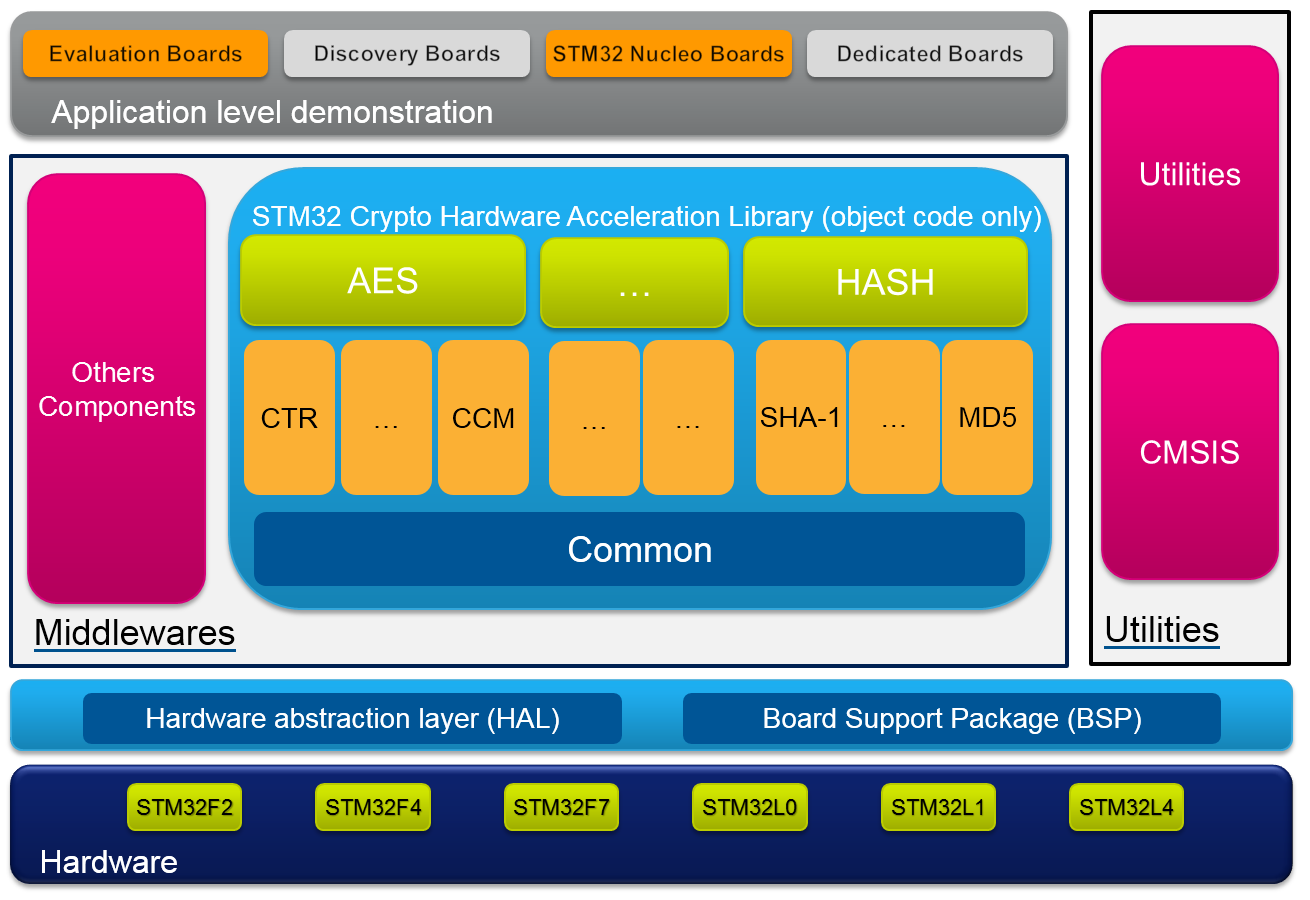 Evaluation Boards
Discovery Boards
STM32 Nucleo Boards
Dedicated Boards
Application level demonstration
Utilities
CMSIS
Utilities
Others
Components
STM32 Crypto Hardware Acceleration Library (object code only)
AES
...
HASH
CTR
...
CCM
...
...
SHA-1
...
MD5
Common
Middlewares
Hardware abstraction layer (HAL)
Board Support Package (BSP)
STM32F2
STM32F4
STM32F7
STM32L0
STM32L1
STM32L4
Hardware